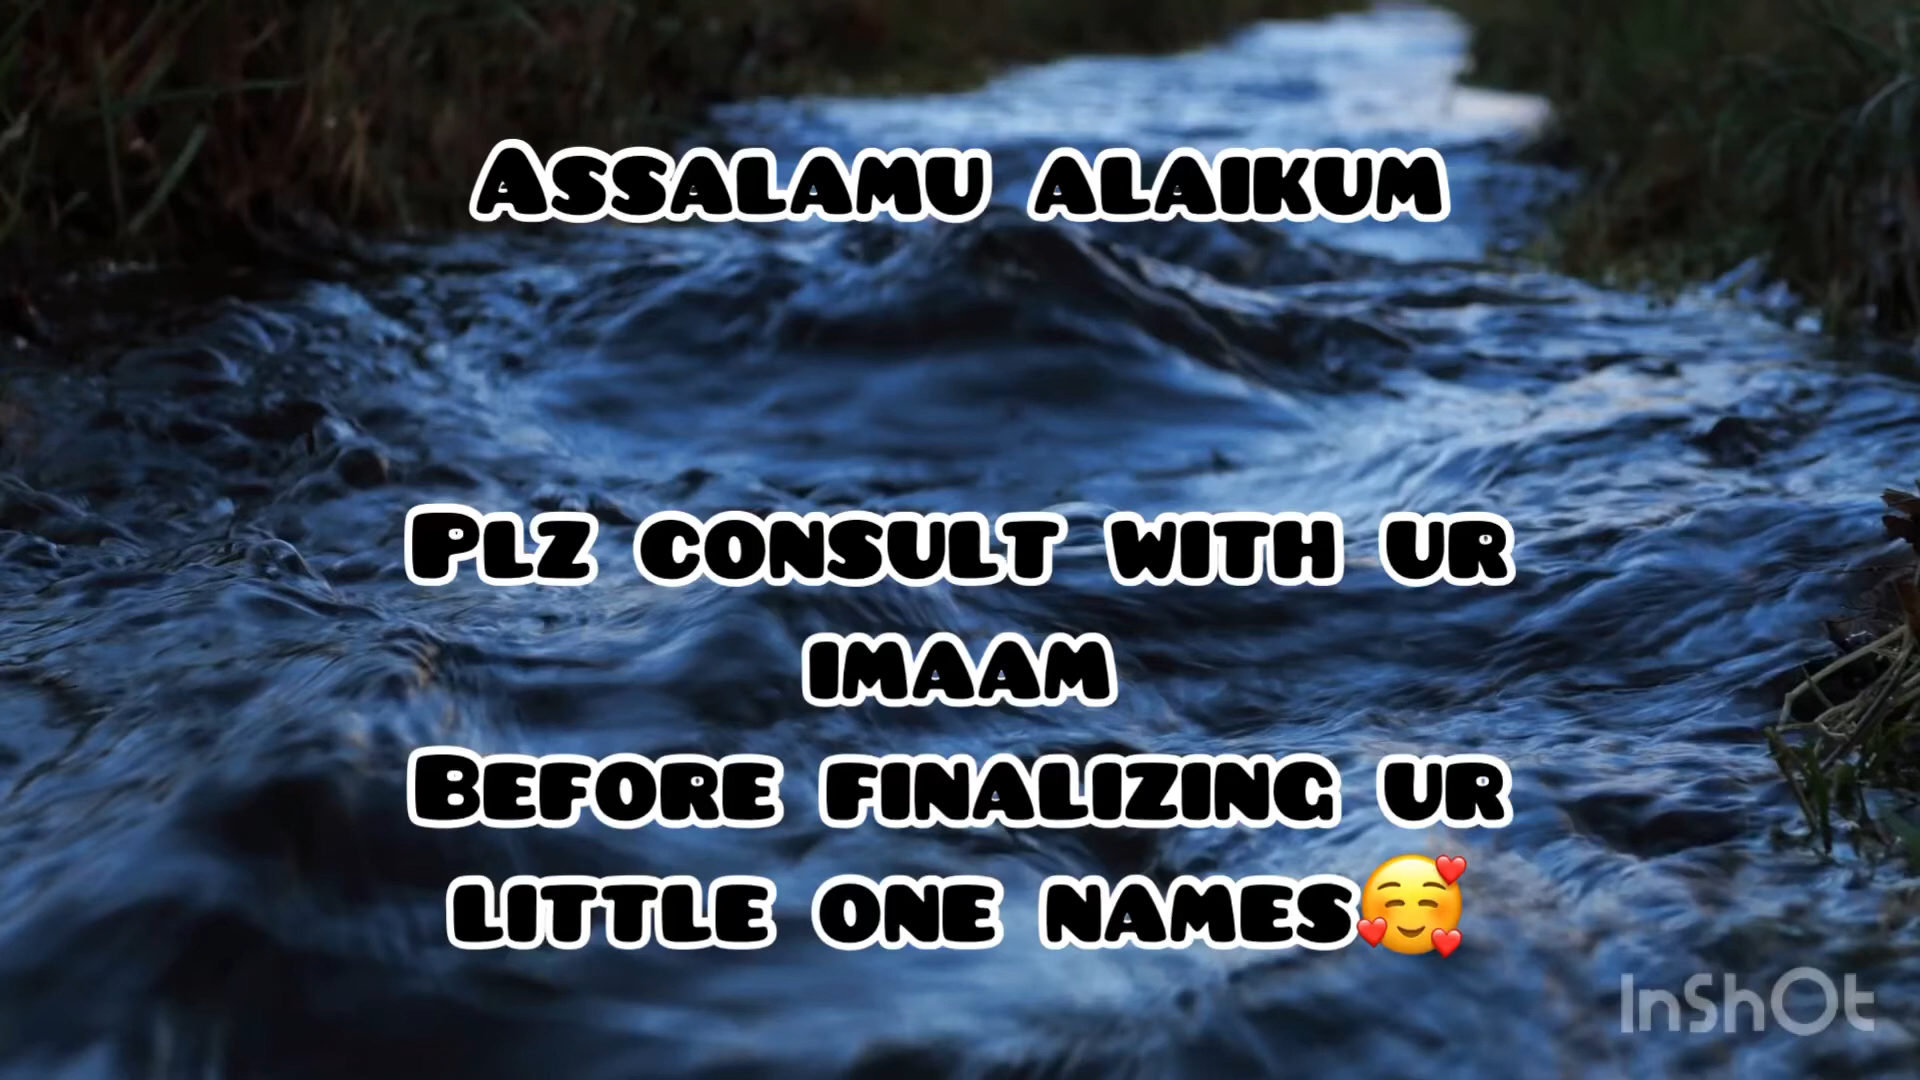 Assalamu alaikum
Plz consult with ur
imaam
Before finalizing ur
little one names🥰
InShOt